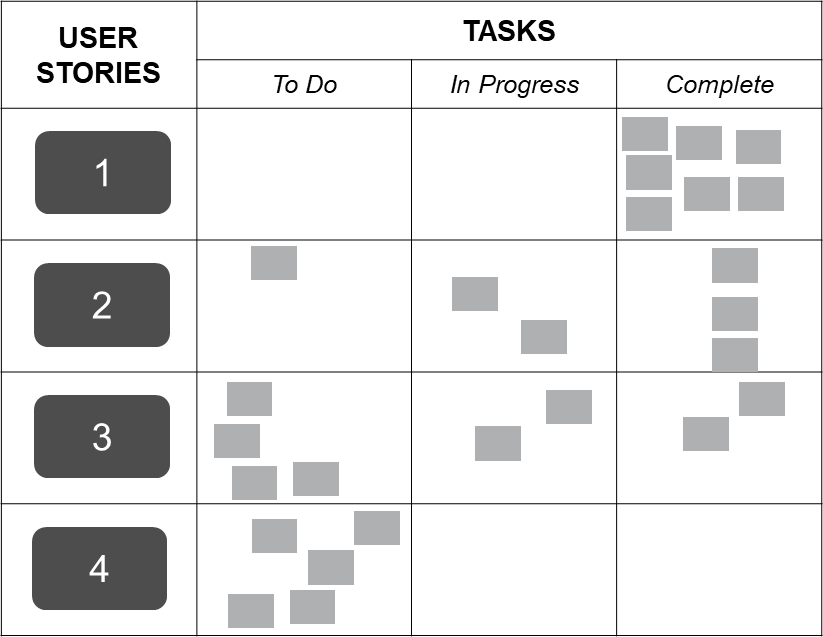 USER
STORIES
TASKS
To Do
In Progress
Complete
1
2
3
4